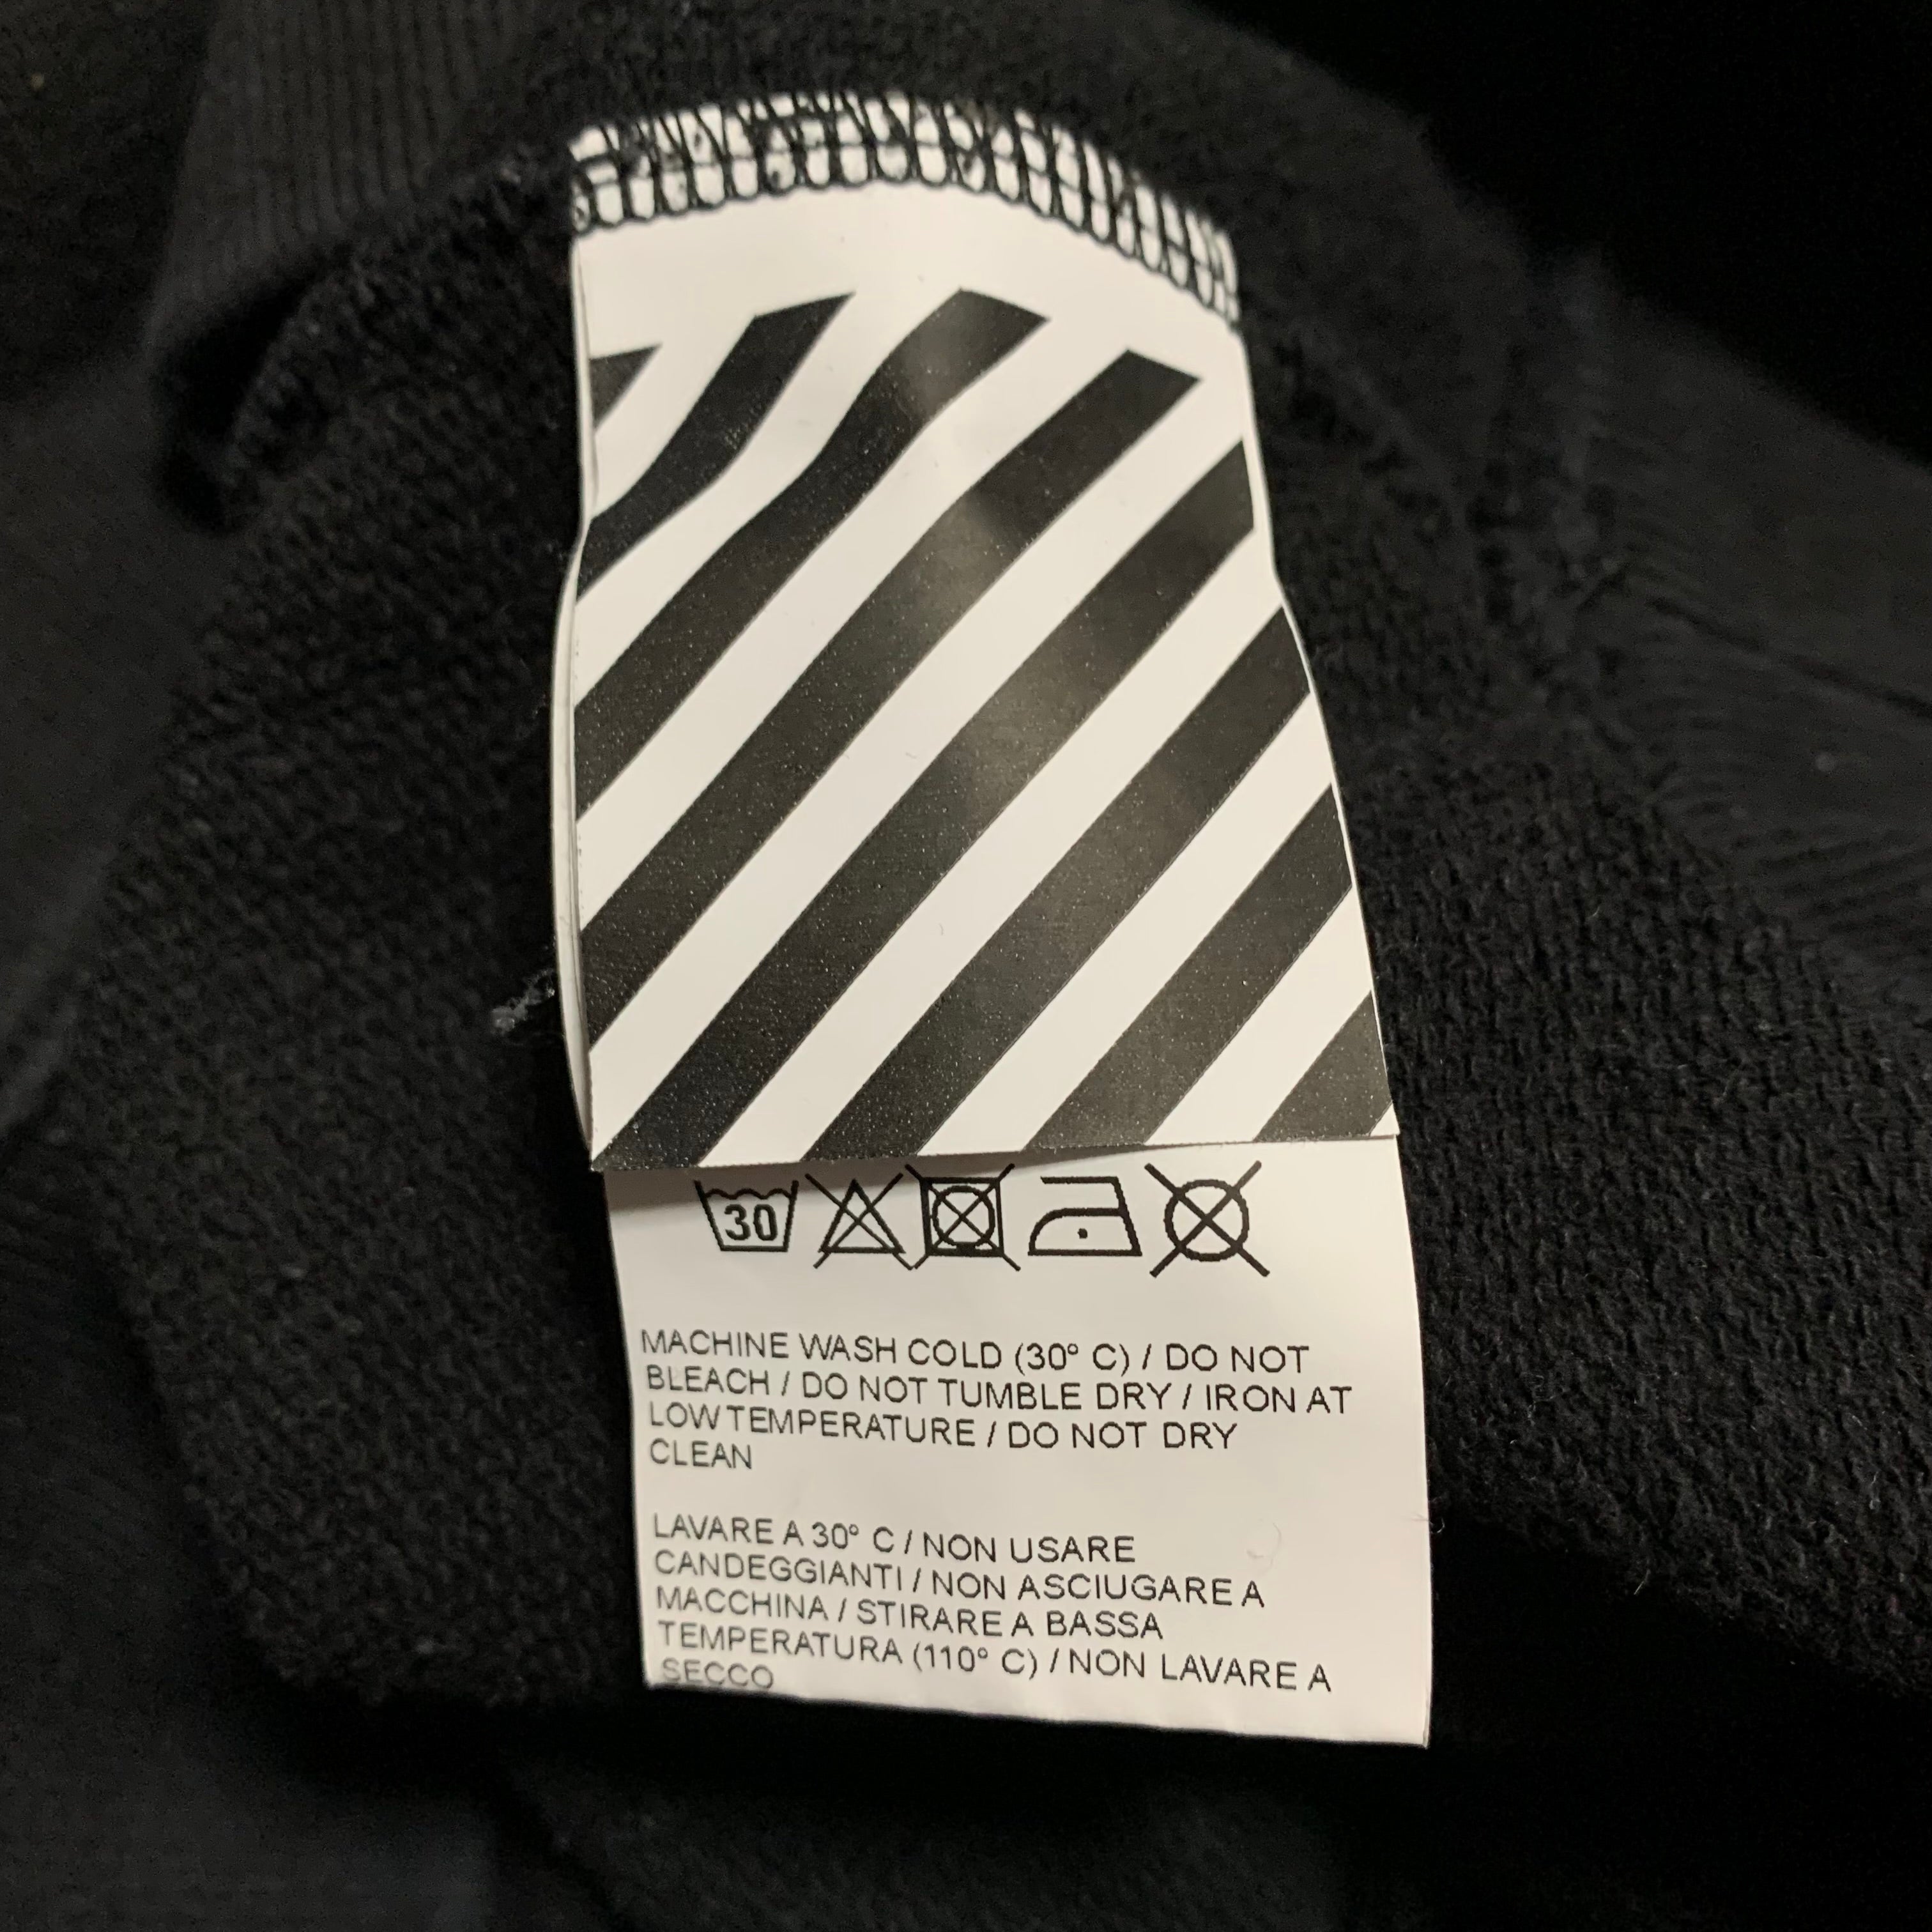 30
MACHINE WASH COLD (30° C) / DO NOT
BLEACH / DO NOT TUMBLE DRY / IRON AT
LOW TEMPERATURE / DO NOT DRY
CLEAN
LAVARE A 30° C / NON USARE
CANDEGGIANTI / NON ASCIUGARE A
MACCHINA / STIRARE A BASSA
TEMPERATURA (110° C) / NON LAVARE A
SECCO